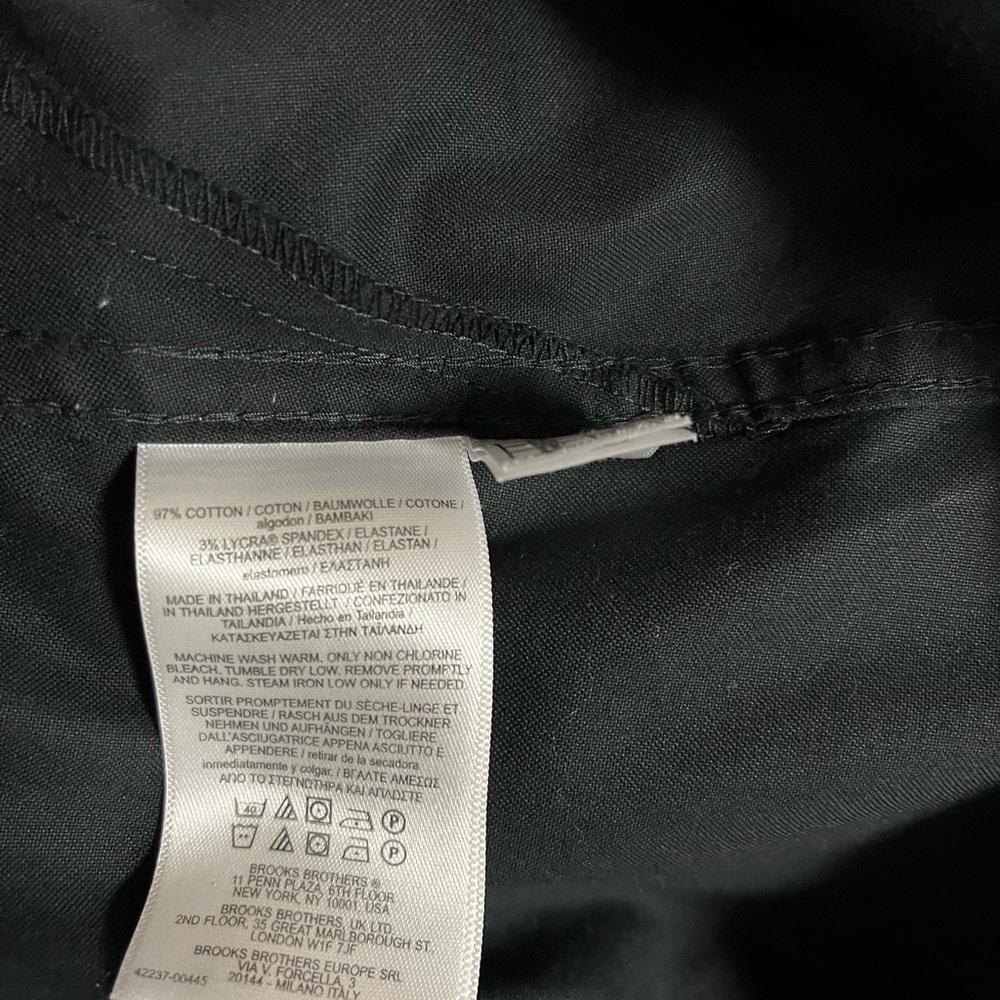 97% COTTON / COTON / BAUMWOLLE / COTONE /
algodon / ΒΑΜΒΑΚΙ
3% LYCRA® SPANDEX / ELASTANE /
ELASTHANNE / ELASTHAN / ELASTAN /
elastomero / ΕΛΑΣΤΑΝΗ
MADE IN THAILAND / FABRIQUÉ EN THAILANDE /
IN THAILAND HERGESTELLT / CONFEZIONATO IN
TAILANDIA / Hecho en Tailandia /
ΚΑΤΑΣΚΕΥΑΖΕΤΑΙ ΣΤΗΝ ΤΑΪΛΑΝΔΗ
MACHINE WASH WARM. ONLY NON CHLORINE
BLEACH. TUMBLE DRY LOW. REMOVE PROMPTLY
AND HANG. STEAM IRON LOW ONLY IF NEEDED.
SORTIR PROMPTEMENT DU SÈCHE-LINGE ET
SUSPENDRE / RASCH AUS DEM TROCKNER
NEHMEN UND AUFHÄNGEN / TOGLIERE
DALL'ASCIUGATRICE APPENA ASCIUTTO E
APPENDERE / retirar de la secadora
inmediatamente y colgar. / ΒΓΑΛΤΕ ΑΜΕΣΩΣ
ΑΠΟ ΤΟ ΣΤΕΓΝΩΤΗΡΑ ΚΑΙ ΑΠΛΩΣΤΕ
40 P
P
BROOKS BROTHERS ®
11 PENN PLAZA, 6TH FLOOR
NEW YORK, NY 10001 USA
BROOKS BROTHERS, UK LTD
2ND FLOOR, 35 GREAT MARLBOROUGH ST.
LONDON W1F 7JF
BROOKS BROTHERS EUROPE SRL
VIA V. FORCELLA, 3
42237-00445 20144 - MILANO ITALY